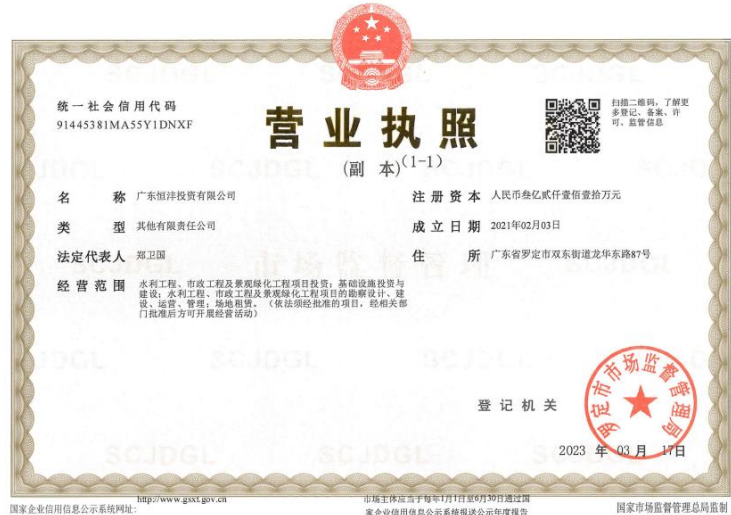 统一社会信用代码
91445381MA55Y1DNXF
营业执照
(副 本)(1-1)
扫描二维码,了解更
多登记、备案、许
可、监管信息
名 称 广东恒沣投资有限公司
类 型 其他有限责任公司
法定代表人 郑卫国
经营范围 水利工程、市政工程及景观绿化工程项目投资;基础设施投资与
建设;水利工程、市政工程及景观绿化工程项目的勘察设计、建
设、运营、管理;场地租赁。(依法须经批准的项目,经相关部
门批准后方可开展经营活动)
注册资本 人民币叁亿贰仟壹佰壹拾万元
成立日期 2021年02月03日
住 所 广东省罗定市双东街道龙华东路87号
登记机关
罗定市市场监督管理局
2023 年 03 月 17日
国家企业信用信息公示系统网址:
http://www.gsxt.gov.cn
市场主体应当于每年1月1日至6月30日通过国
家企业信用信息公示系统报送公示年度报告
国家市场监督管理总局监制
SCJDGL